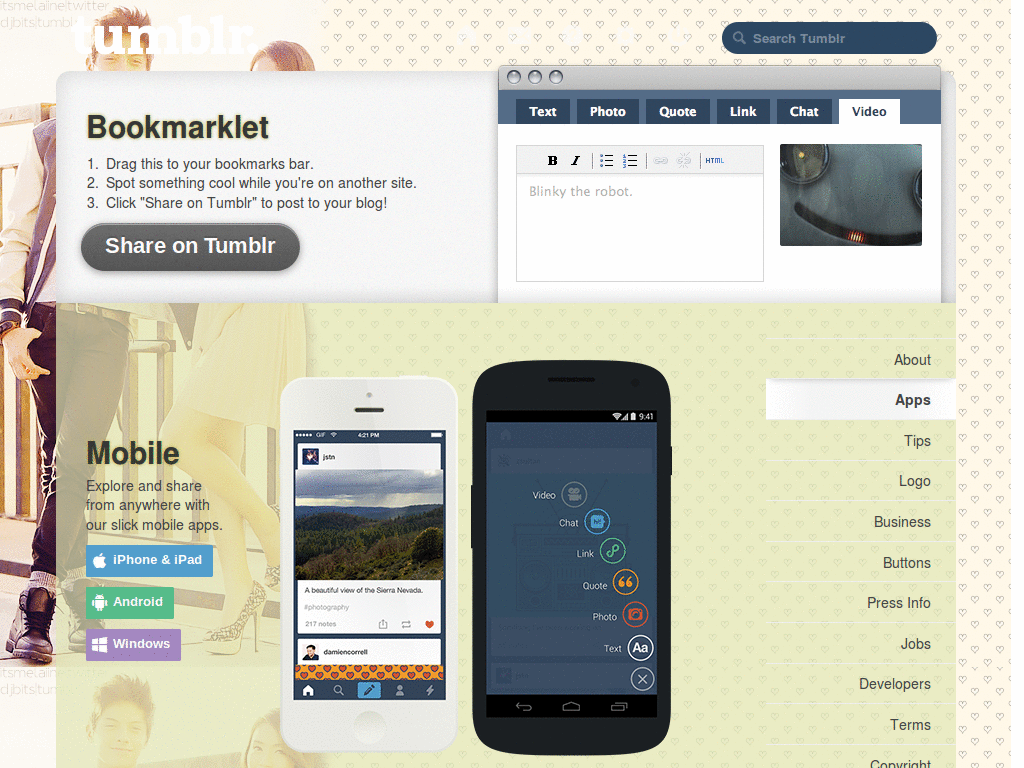 itsme|ailneitwitter
dj,bitsitumblr
tumblr.
Search Tumblr
Bookmarklet
1. Drag this to your bookmarks bar.
2. Spot something cool while you're on another site.
3. Click "Share on Tumblr" to post to your blog!
Share on Tumblr
Text Photo Quote Link Chat Video
B I HTML
Blinky the robot.
Mobile
Explore and share
from anywhere with
our slick mobile apps.
iPhone & iPad
Android
Windows
GIF 4:21 PM
jstn
A beautiful view of the Sierra Nevada.
#photography
217 notes
damiencorrell
9:41
Video
Chat
Link
Quote
Photo
Text Aa
About
Apps
Tips
Logo
Business
Buttons
Press Info
Jobs
Developers
Terms
Copyright